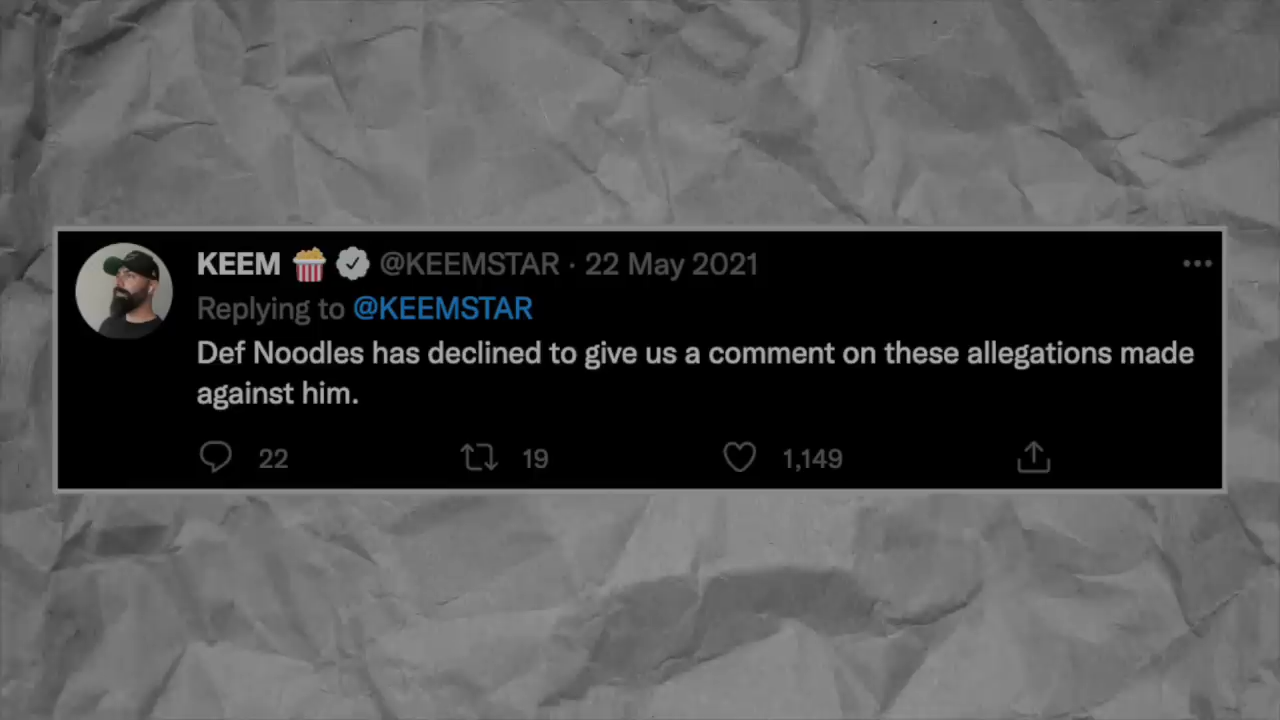 KEEM 🍿 @KEEMSTAR · 22 May 2021
Replying to @KEEMSTAR
Def Noodles has declined to give us a comment on these allegations made
against him.
22 19 1,149